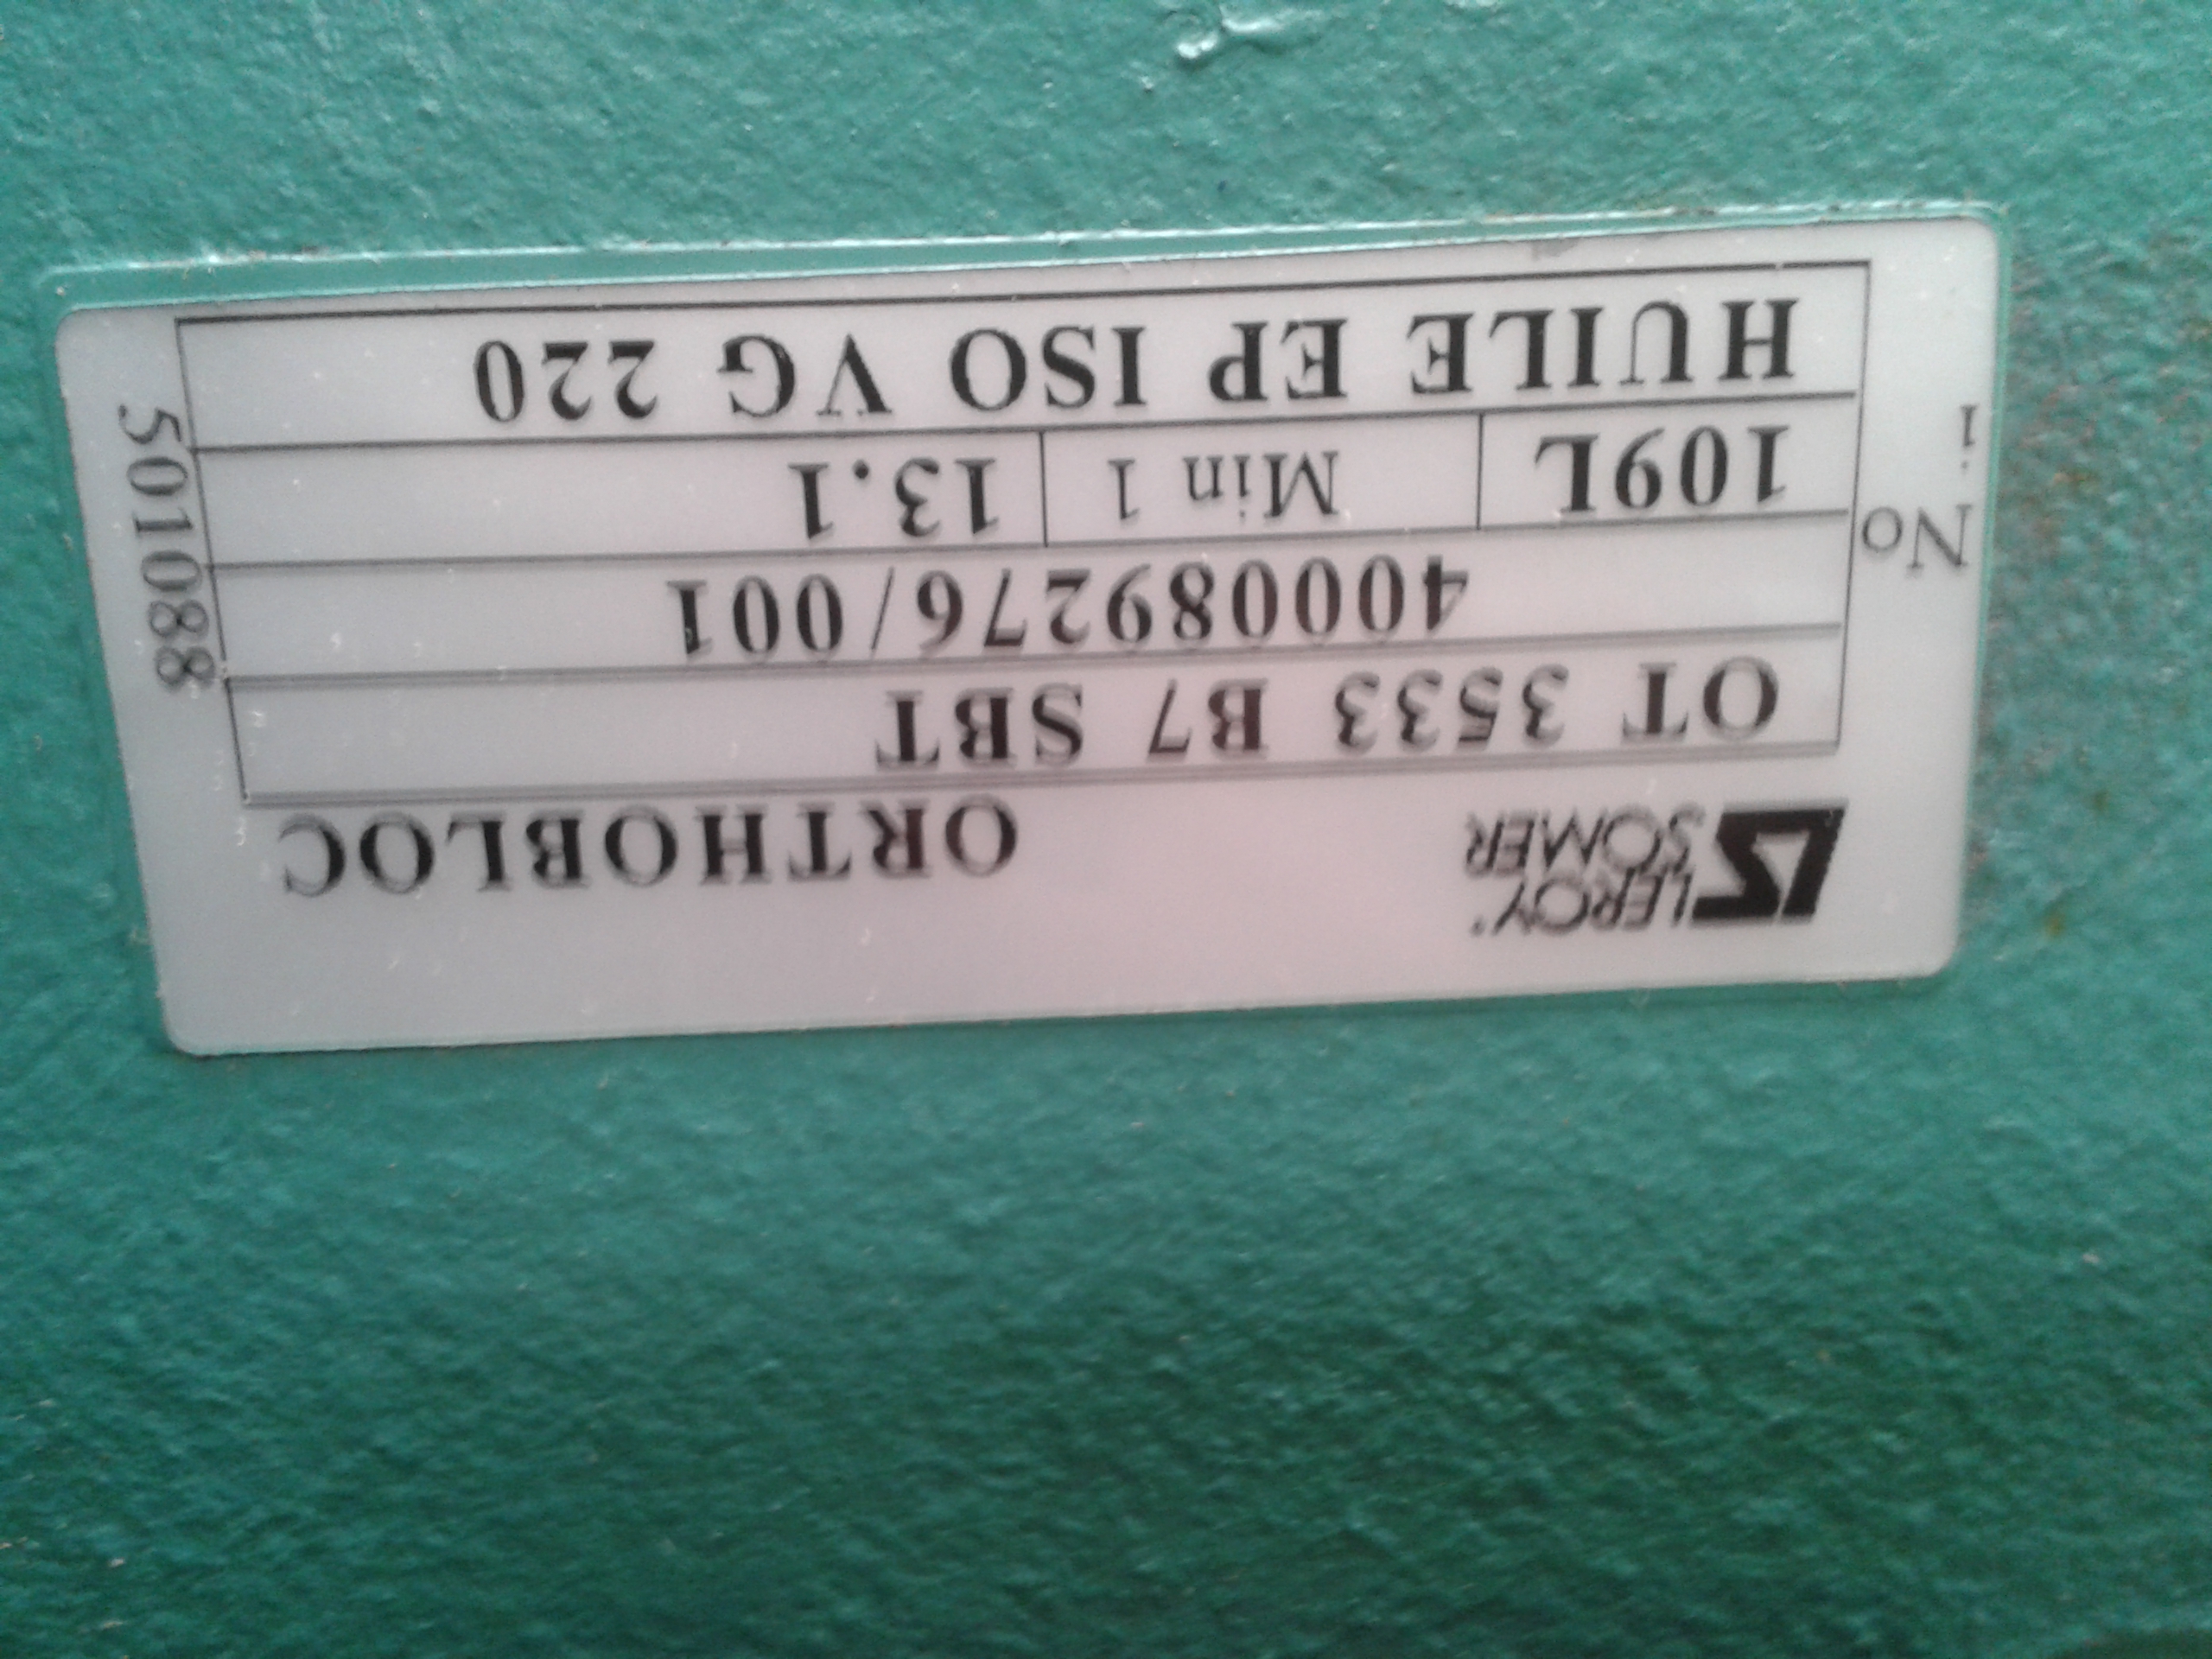 LEROY®
SOMER
ORTHOBLOC
OT 3533 B7 SBT
400089276/001
No
109L Min 1 13.1
i
HUILE EP ISO VG 220
501088